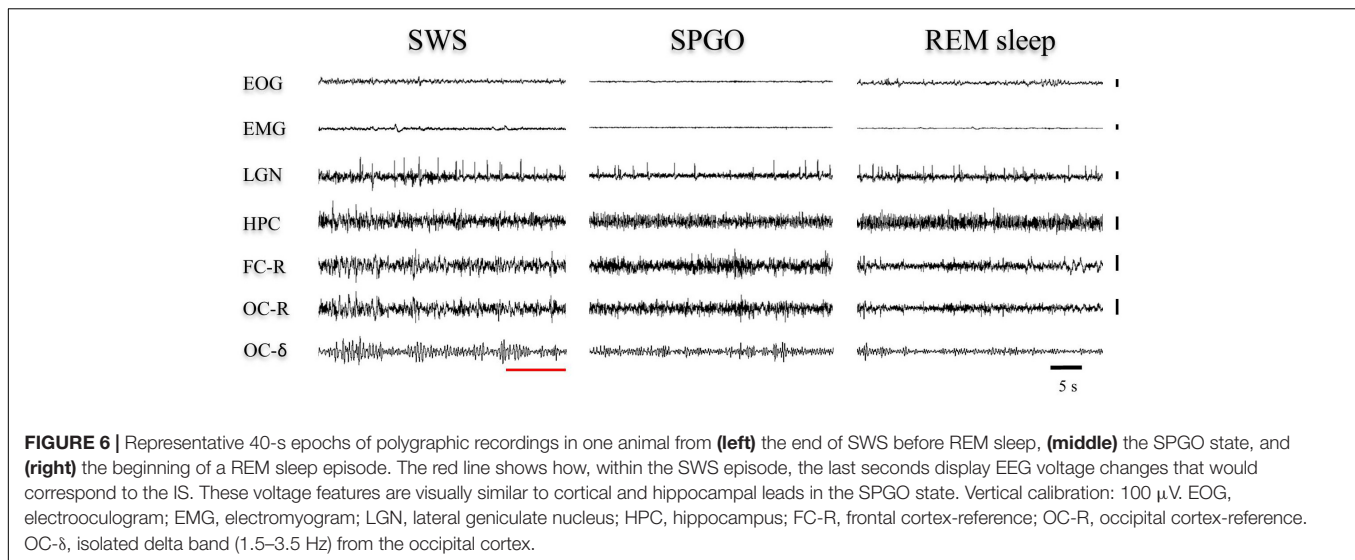 SWS SPGO REM sleep
EOG
EMG
LGN
HPC
FC-R
OC-R
OC-δ
5 s
FIGURE 6 | Representative 40-s epochs of polygraphic recordings in one animal from (left) the end of SWS before REM sleep, (middle) the SPGO state, and
(right) the beginning of a REM sleep episode. The red line shows how, within the SWS episode, the last seconds display EEG voltage changes that would
correspond to the IS. These voltage features are visually similar to cortical and hippocampal leads in the SPGO state. Vertical calibration: 100 μV. EOG,
electrooculogram; EMG, electromyogram; LGN, lateral geniculate nucleus; HPC, hippocampus; FC-R, frontal cortex-reference; OC-R, occipital cortex-reference.
OC-δ, isolated delta band (1.5–3.5 Hz) from the occipital cortex.